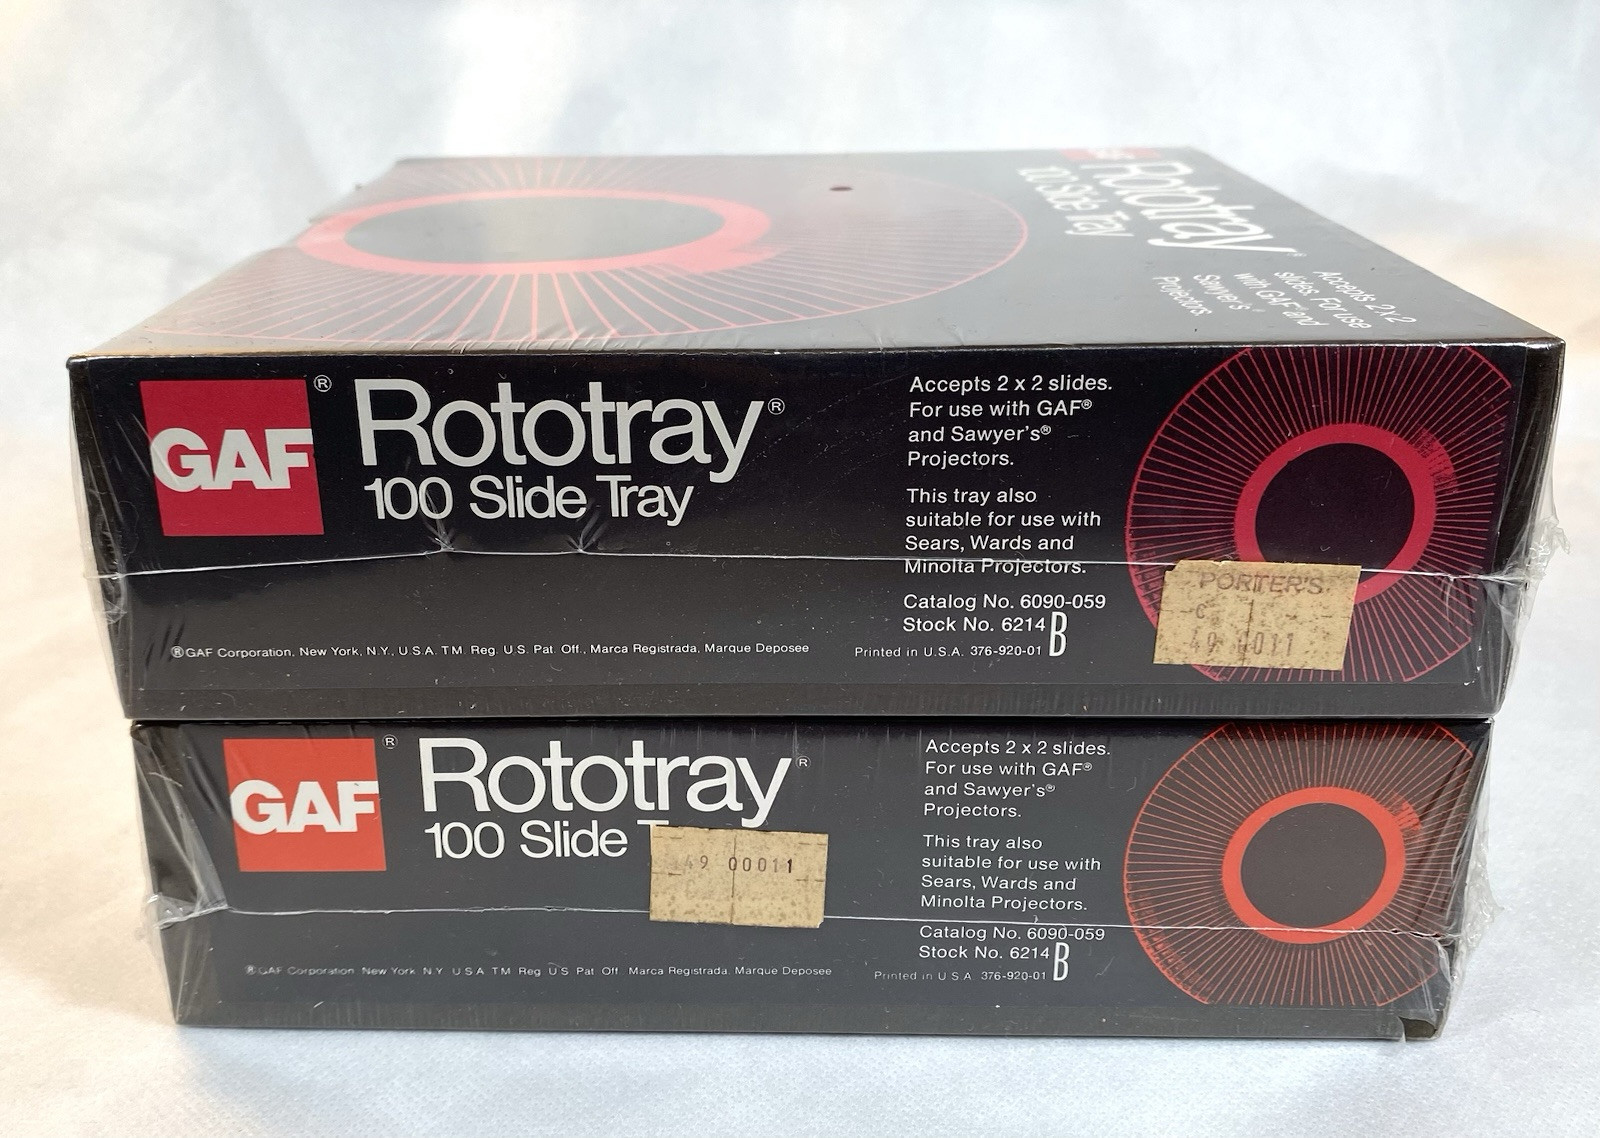 GAF
Rototray®
100 Slide Tray
Accepts 2x2
slides. For use
with GAF and
Sawyer's®
Projectors.
GAF®
Rototray®
100 Slide Tray
Accepts 2 x 2 slides.
For use with GAF®
and Sawyer's®
Projectors.
This tray also
suitable for use with
Sears, Wards and
Minolta Projectors.
Catalog No. 6090-059
Stock No. 6214 B
®GAF Corporation, New York, N.Y., U.S.A. TM. Reg. U.S. Pat. Off., Marca Registrada, Marque Deposee
Printed in U.S.A. 376-920-01
PORTER'S
C
49 0011
GAF®
Rototray®
100 Slide
49 00011
C
Accepts 2 x 2 slides.
For use with GAF®
and Sawyer's®
Projectors.
This tray also
suitable for use with
Sears, Wards and
Minolta Projectors.
Catalog No. 6090-059
Stock No. 6214 B
®GAF Corporation New York N.Y. U.S.A. TM Reg U.S Pat Off Marca Registrada. Marque Deposee
Printed in U.S.A. 376-920-01